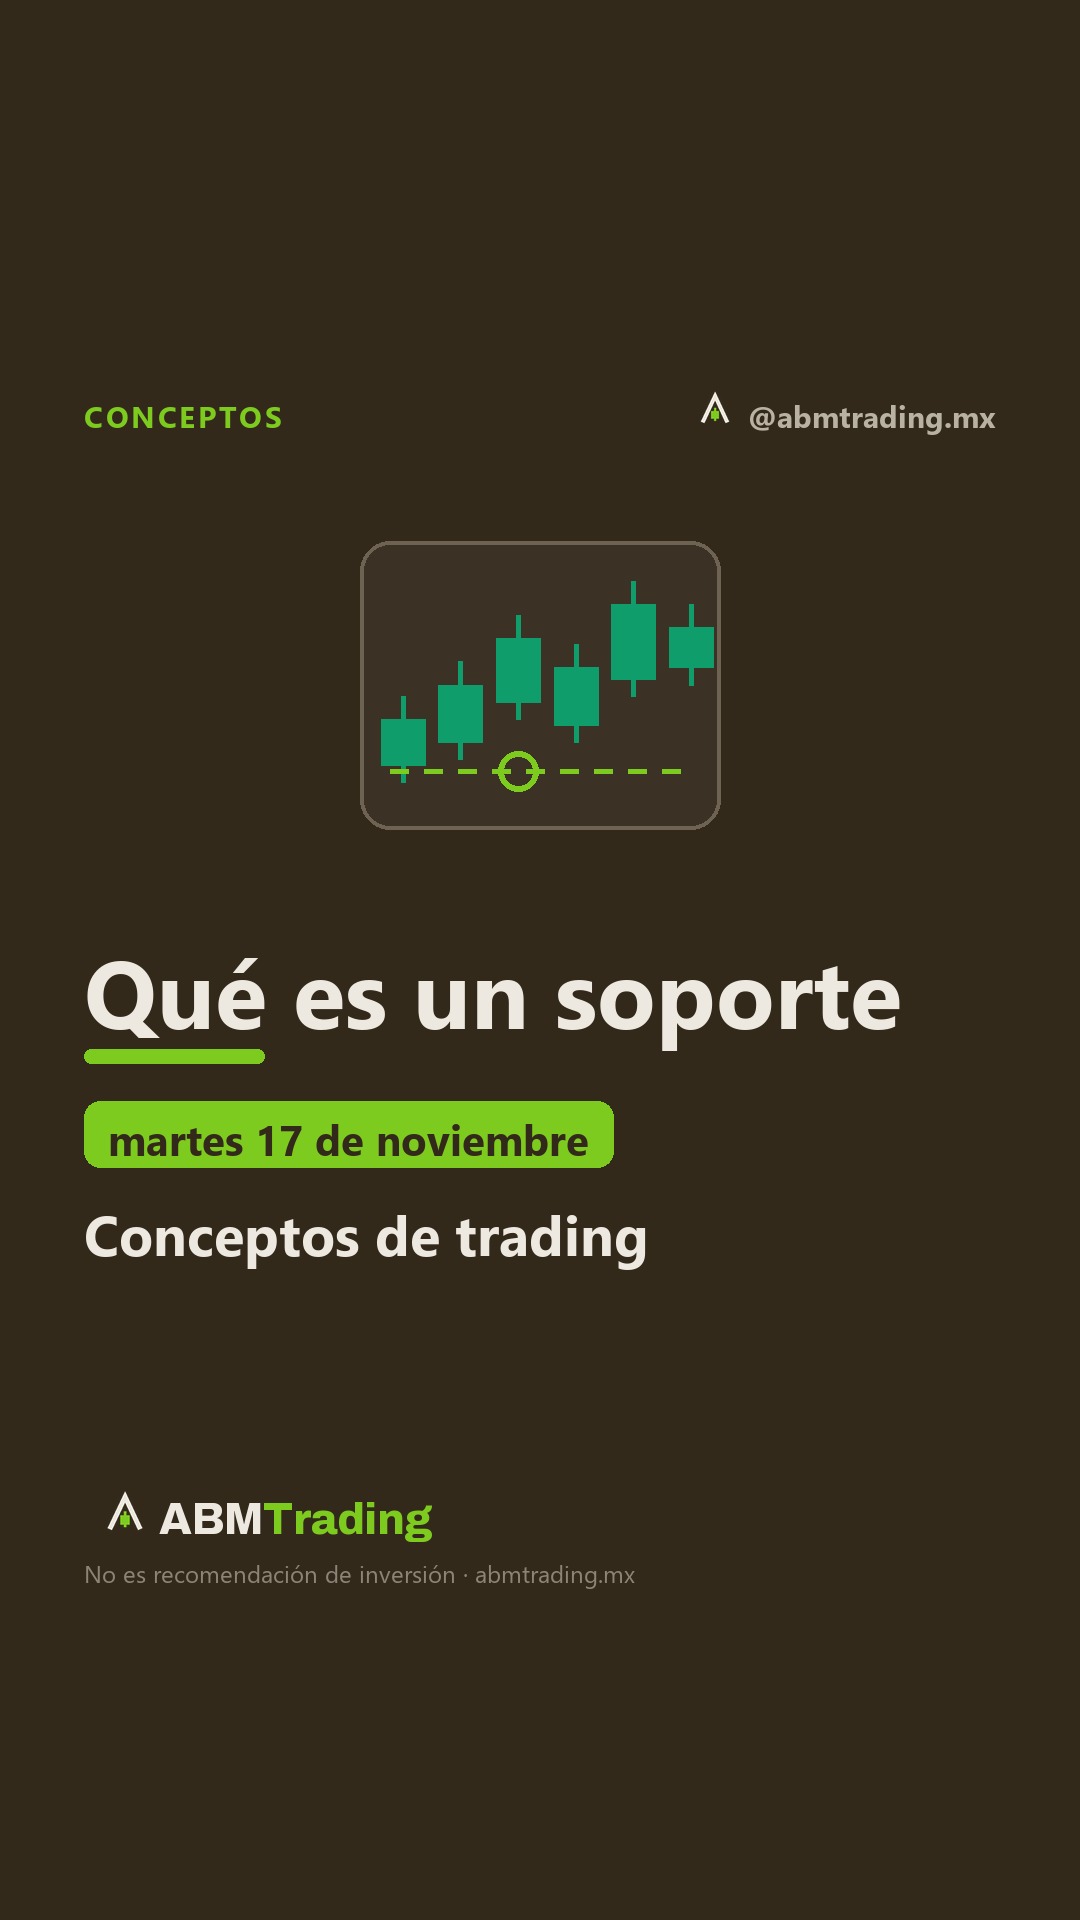 CONCEPTOS
@abmtrading.mx
Qué es un soporte
martes 17 de noviembre
Conceptos de trading
ABMTrading
No es recomendación de inversión · abmtrading.mx